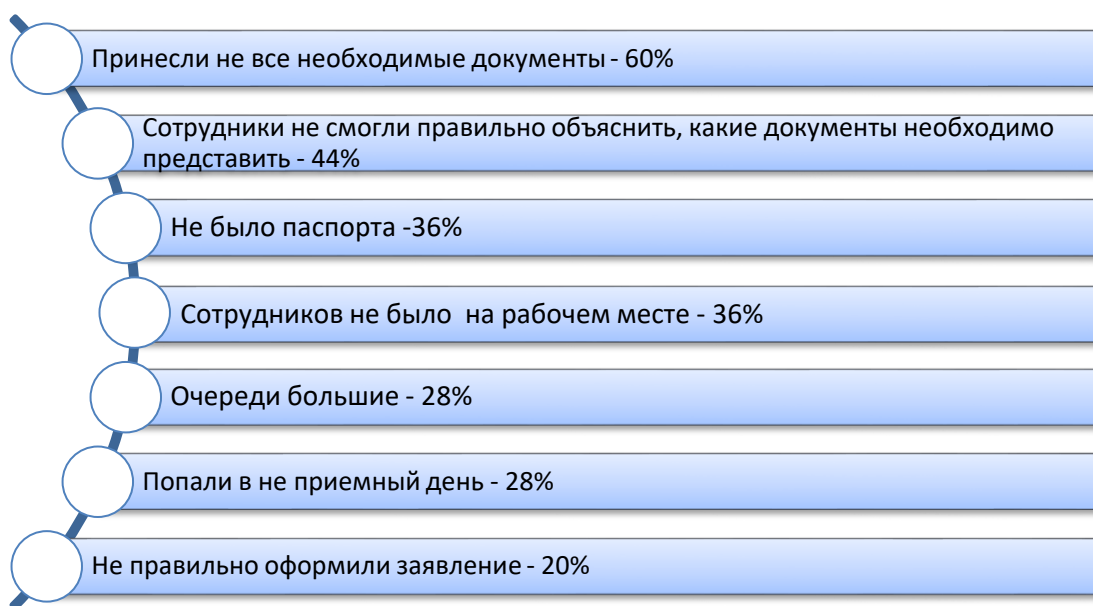 Принесли не все необходимые документы - 60%
Сотрудники не смогли правильно объяснить, какие документы необходимо
представить - 44%
Не было паспорта -36%
Сотрудников не было  на рабочем месте - 36%
Очереди большие - 28%
Попали в не приемный день - 28%
Не правильно оформили заявление - 20%